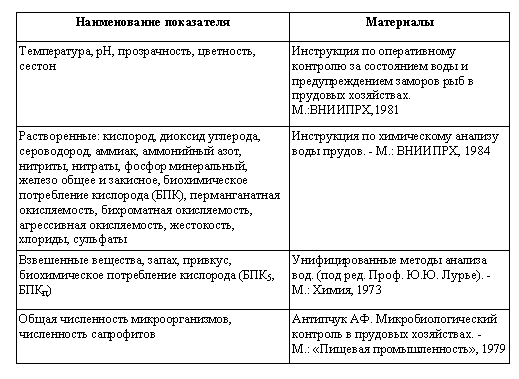 Наименование показателя
Материалы
Температура, рН, прозрачность, цветность,
сестон
Инструкция по оперативному
контролю за состоянием воды и
предупреждением заморов рыб в
прудовых хозяйствах.
М.:ВНИИПРХ,1981
Растворенные: кислород, диоксид углерода,
сероводород, аммиак, аммонийный азот,
нитриты, нитраты, фосфор минеральный,
железо общее и закисное, биохимическое
потребление кислорода (БПК), перманганатная
окисляемость, бихроматная окисляемость,
агрессивная окисляемость, жесткость,
хлориды, сульфаты
Инструкция по химическому анализу
воды прудов. - М.: ВНИИПРХ, 1984
Взвешенные вещества, запах, привкус,
биохимическое потребление кислорода (БПК5,
БПКп)
Унифицированные методы анализа
вод. (под ред. Проф. Ю.Ю. Лурье). -
М.: Химия, 1973
Общая численность микроорганизмов,
численность сапрофитов
Антипчук АФ. Микробиологический
контроль в прудовых хозяйствах. -
М.: «Пищевая промышленность», 1979